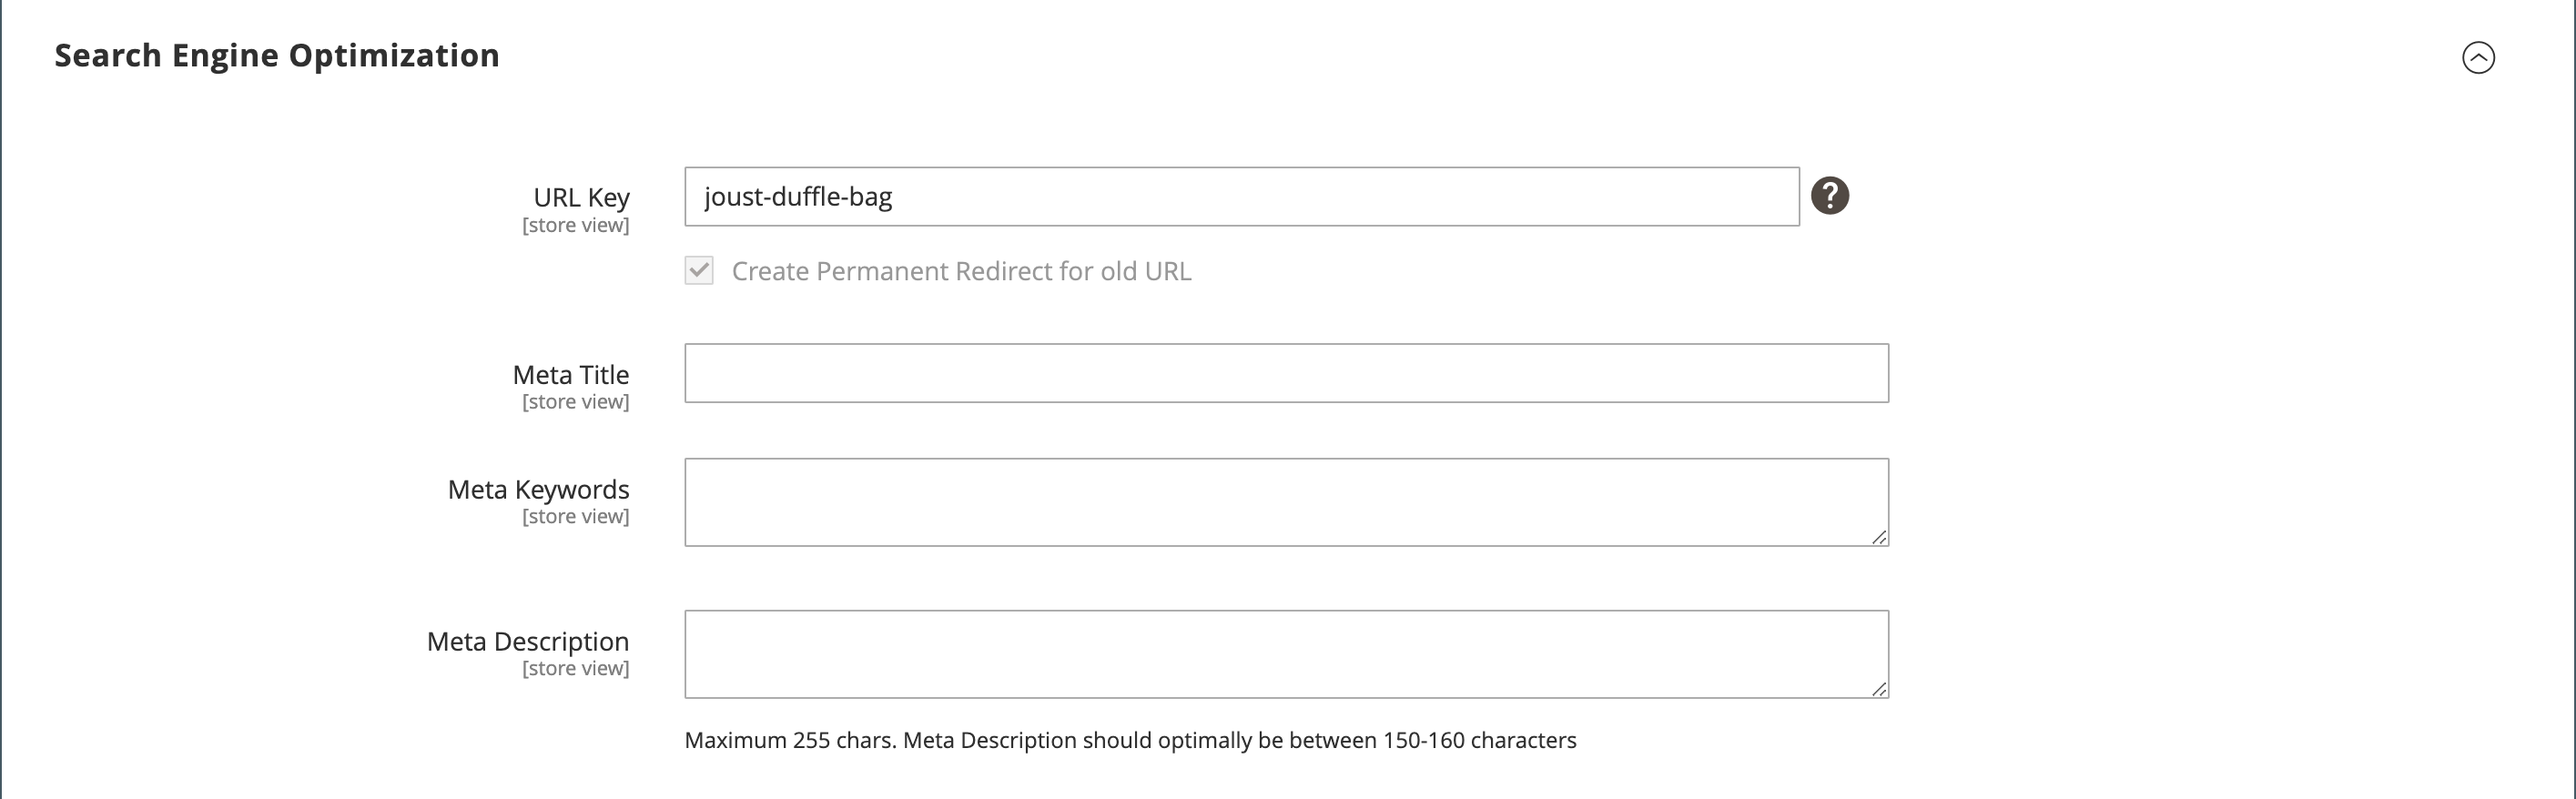 Search Engine Optimization
URL Key
[store view]
joust-duffle-bag
?
Create Permanent Redirect for old URL
Meta Title
[store view]
Meta Keywords
[store view]
Meta Description
[store view]
Maximum 255 chars. Meta Description should optimally be between 150-160 characters